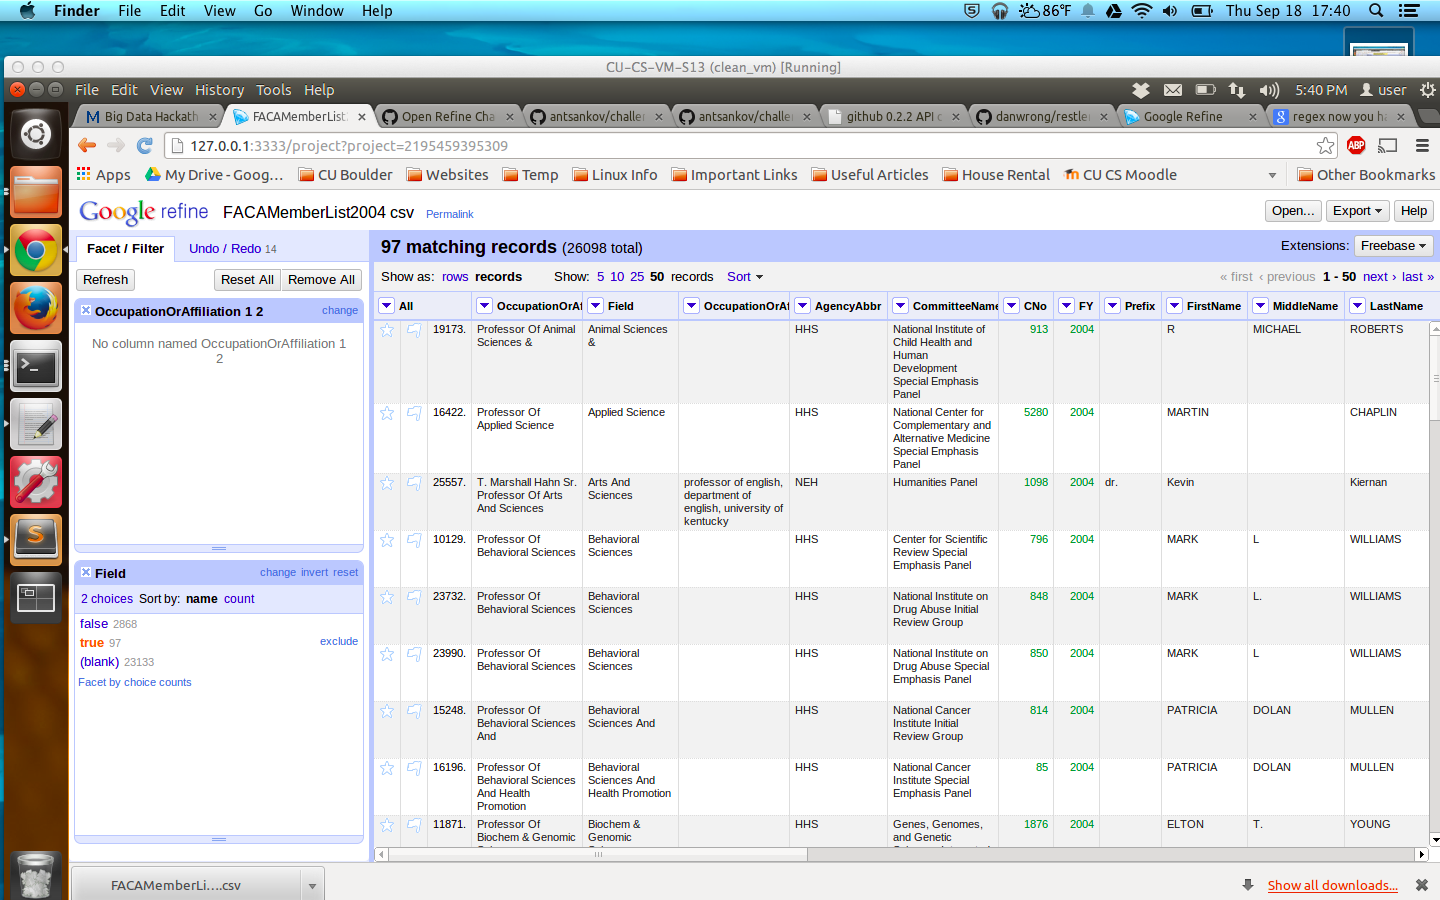 Finder File Edit View Go Window Help 86°F Thu Sep 18 17:40
CU-CS-VM-S13 (clean_vm) [Running]
File Edit View History Tools Help 5:40 PM user
Big Data Hackath FACAMemberList Open Refine Cha antsankov/challe antsankov/challe github 0.2.2 API danwrong/restle Google Refine regex now you ha
127.0.0.1:3333/project?project=2195459395309 ABP
Apps My Drive - Goog... CU Boulder Websites Temp Linux Info Important Links Useful Articles House Rental CU CS Moodle Other Bookmarks
Google refine FACAMemberList2004 csv Permalink Open... Export Help
Facet / Filter Undo / Redo 14 97 matching records (26098 total) Extensions: Freebase
Refresh Reset All Remove All Show as: rows records Show: 5 10 25 50 records Sort « first ‹ previous 1 - 50 next › last »
OccupationOrAffiliation 1 2 change
No column named OccupationOrAffiliation 1
2
Field change invert reset
2 choices Sort by: name count
false 2868
true 97 exclude
(blank) 23133
Facet by choice counts
All OccupationOrAf Field OccupationOrAf AgencyAbbr CommitteeName CNo FY Prefix FirstName MiddleName LastName
19173. Professor Of Animal Animal Sciences HHS National Institute of 913 2004 R MICHAEL ROBERTS
Sciences & & Child Health and
Human
Development
Special Emphasis
Panel
16422. Professor Of Applied Science HHS National Center for 5280 2004 MARTIN CHAPLIN
Applied Science Complementary and
Alternative Medicine
Special Emphasis
Panel
25557. T. Marshall Hahn Sr. Arts And professor of english, NEH Humanities Panel 1098 2004 dr. Kevin Kiernan
Professor Of Arts Sciences department of
And Sciences english, university of
kentucky
10129. Professor Of Behavioral HHS Center for Scientific 796 2004 MARK L WILLIAMS
Behavioral Sciences Sciences Review Special
Emphasis Panel
23732. Professor Of Behavioral HHS National Institute on 848 2004 MARK L. WILLIAMS
Behavioral Sciences Sciences Drug Abuse Initial
Review Group
23990. Professor Of Behavioral HHS National Institute on 850 2004 MARK L WILLIAMS
Behavioral Sciences Sciences Drug Abuse Special
Emphasis Panel
15248. Professor Of Behavioral HHS National Cancer 814 2004 PATRICIA DOLAN MULLEN
Behavioral Sciences Sciences And Institute Initial
And Review Group
16196. Professor Of Behavioral HHS National Cancer 85 2004 PATRICIA DOLAN MULLEN
Behavioral Sciences Sciences And Institute Special
And Health Health Promotion Emphasis Panel
Promotion
11871. Professor Of Biochem & HHS Genes, Genomes, 1876 2004 ELTON T. YOUNG
Biochem & Genomic Genomic and Genetic
FACAMemberLi....csv Show all downloads...